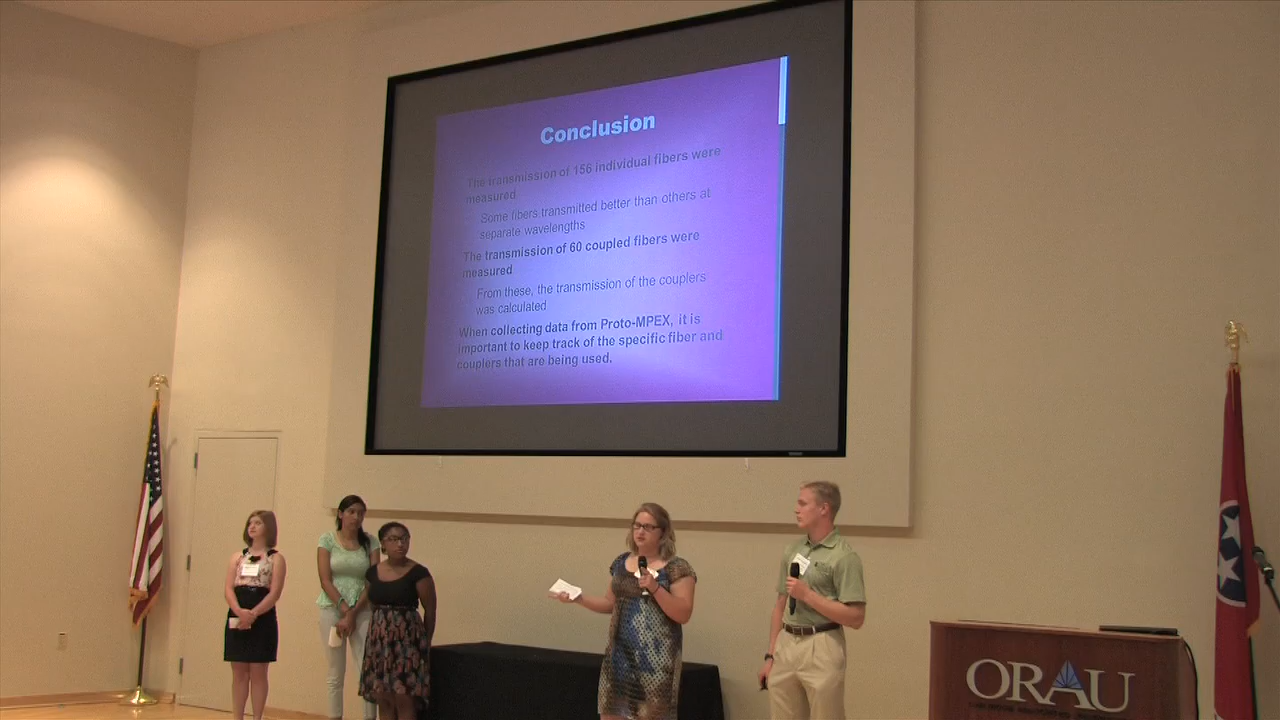 Conclusion
The transmission of 156 individual fibers were
measured
Some fibers transmitted better than others at
separate wavelengths
The transmission of 60 coupled fibers were
measured
From these, the transmission of the couplers
was calculated
When collecting data from Proto-MPEX, it is
important to keep track of the specific fiber and
couplers that are being used.
ORAU